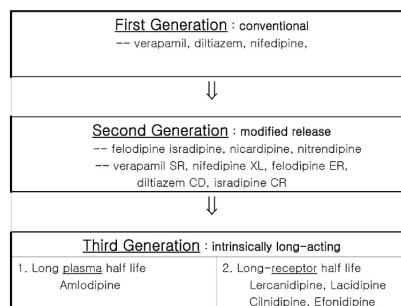 First Generation : conventional
-- verapamil, diltiazem, nifedipine,
⇓
Second Generation : modified release
-- felodipine isradipine, nicardipine, nitrendipine
-- verapamil SR, nifedipine XL, felodipine ER,
diltiazem CD, isradipine CR
⇓
Third Generation : intrinsically long-acting
1. Long plasma half life
Amlodipine
2. Long-receptor half life
Lercanidipine, Lacidipine
Cilnidipine, Efonidipine